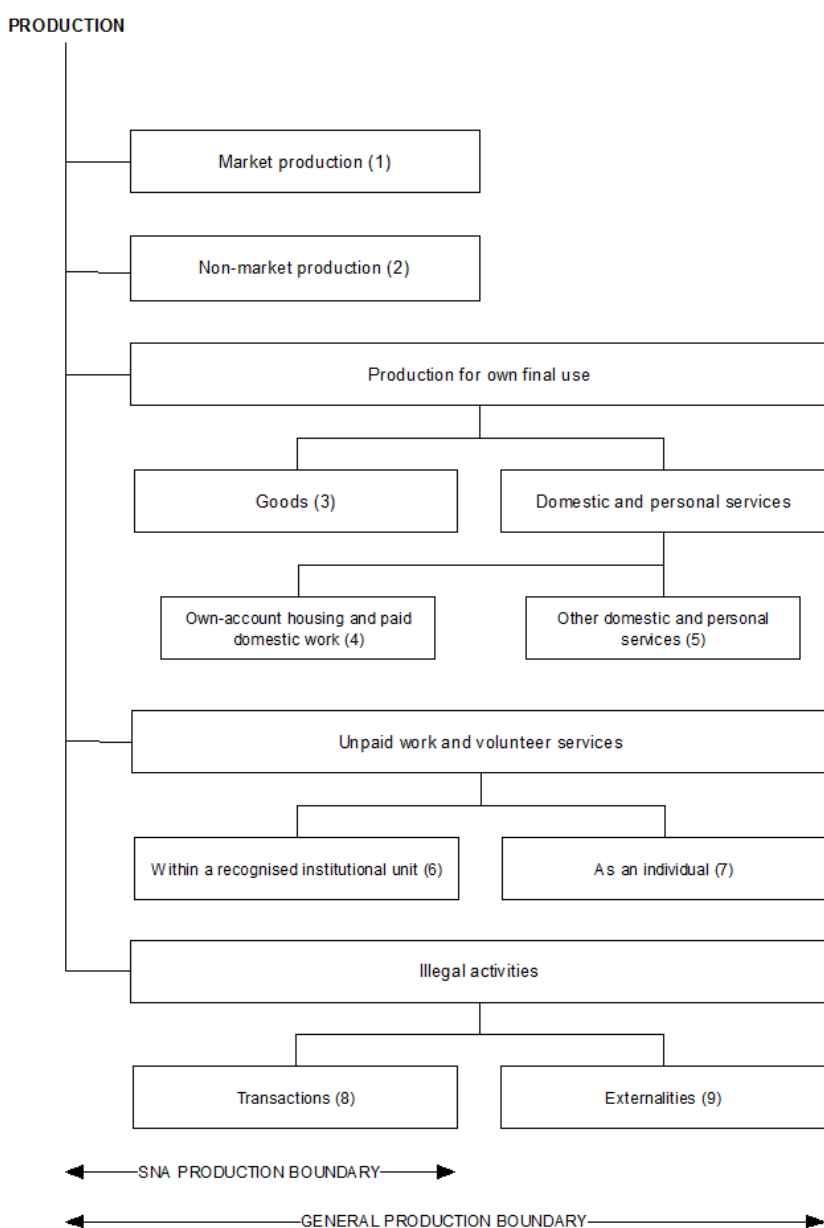 PRODUCTION
Market production (1)
Non-market production (2)
Production for own final use
Goods (3)
Domestic and personal services
Own-account housing and paid
domestic work (4)
Other domestic and personal
services (5)
Unpaid work and volunteer services
Within a recognised institutional unit (6)
As an individual (7)
Illegal activities
Transactions (8)
Externalities (9)
SNA PRODUCTION BOUNDARY
GENERAL PRODUCTION BOUNDARY